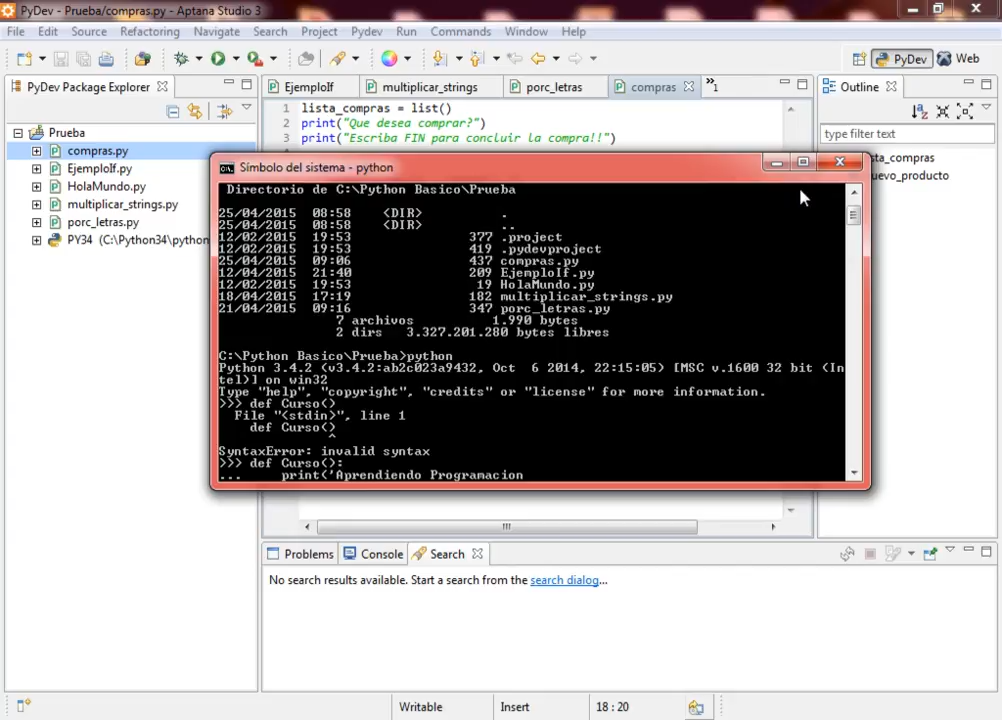 PyDev - Prueba/compras.py - Aptana Studio 3
File Edit Source Refactoring Navigate Search Project Pydev Run Commands Window Help
PyDev Web
PyDev Package Explorer
EjemploIf multiplicar_strings porc_letras compras »1
Outline
Prueba
compras.py
EjemploIf.py
HolaMundo.py
multiplicar_strings.py
porc_letras.py
PY34 (C:\Python34\python
1 lista_compras = list()
2 print("Que desea comprar?")
3 print("Escriba FIN para concluir la compra!!")
type filter text
sta_compras
uevo_producto
Símbolo del sistema - python
Directorio de C:\Python Basico\Prueba
25/04/2015 08:58 <DIR> .
25/04/2015 08:58 <DIR> ..
12/02/2015 19:53 377 .project
12/02/2015 19:53 419 .pydevproject
25/04/2015 09:06 437 compras.py
12/04/2015 21:40 209 EjemploIf.py
12/02/2015 19:53 19 HolaMundo.py
18/04/2015 17:19 182 multiplicar_strings.py
21/04/2015 09:16 347 porc_letras.py
7 archivos 1.990 bytes
2 dirs 3.327.201.280 bytes libres
C:\Python Basico\Prueba>python
Python 3.4.2 (v3.4.2:ab2c023a9432, Oct 6 2014, 22:15:05) [MSC v.1600 32 bit (In
tel)] on win32
Type "help", "copyright", "credits" or "license" for more information.
>>> def Curso()
File "<stdin>", line 1
def Curso()
^
SyntaxError: invalid syntax
>>> def Curso():
... print('Aprendiendo Programacion
Problems Console Search
No search results available. Start a search from the search dialog...
Writable Insert 18 : 20